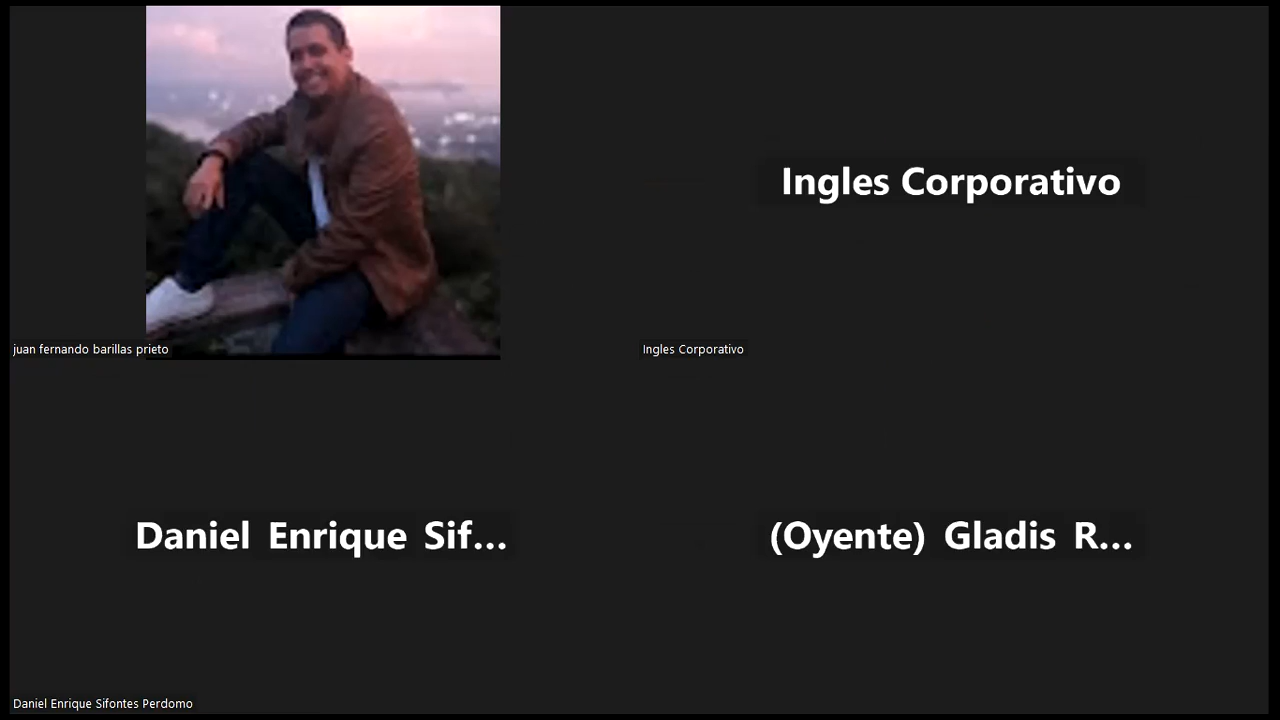 juan fernando barillas prieto
Ingles Corporativo
Ingles Corporativo
Daniel Enrique Sif...
Daniel Enrique Sifontes Perdomo
(Oyente) Gladis R...